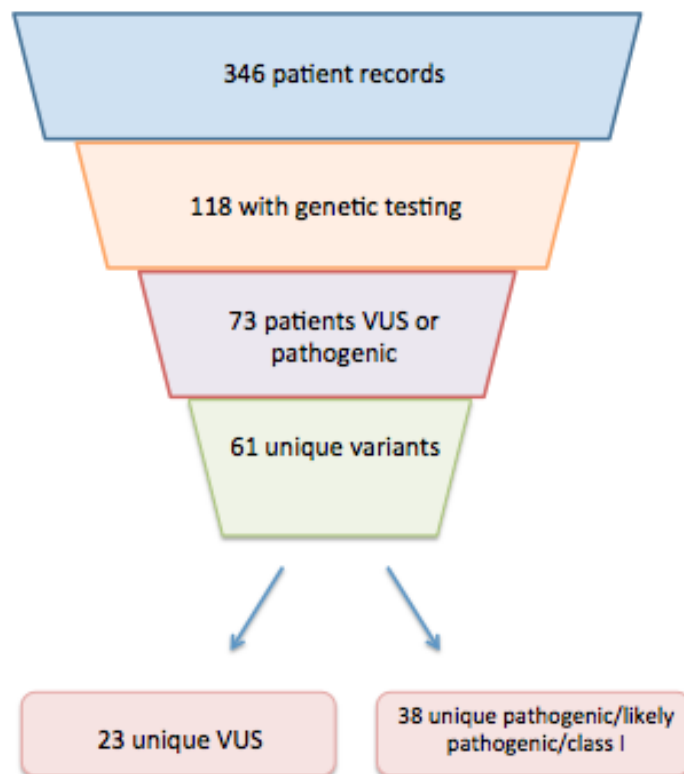 346 patient records
118 with genetic testing
73 patients VUS or
pathogenic
61 unique variants
23 unique VUS
38 unique pathogenic/likely
pathogenic/class I